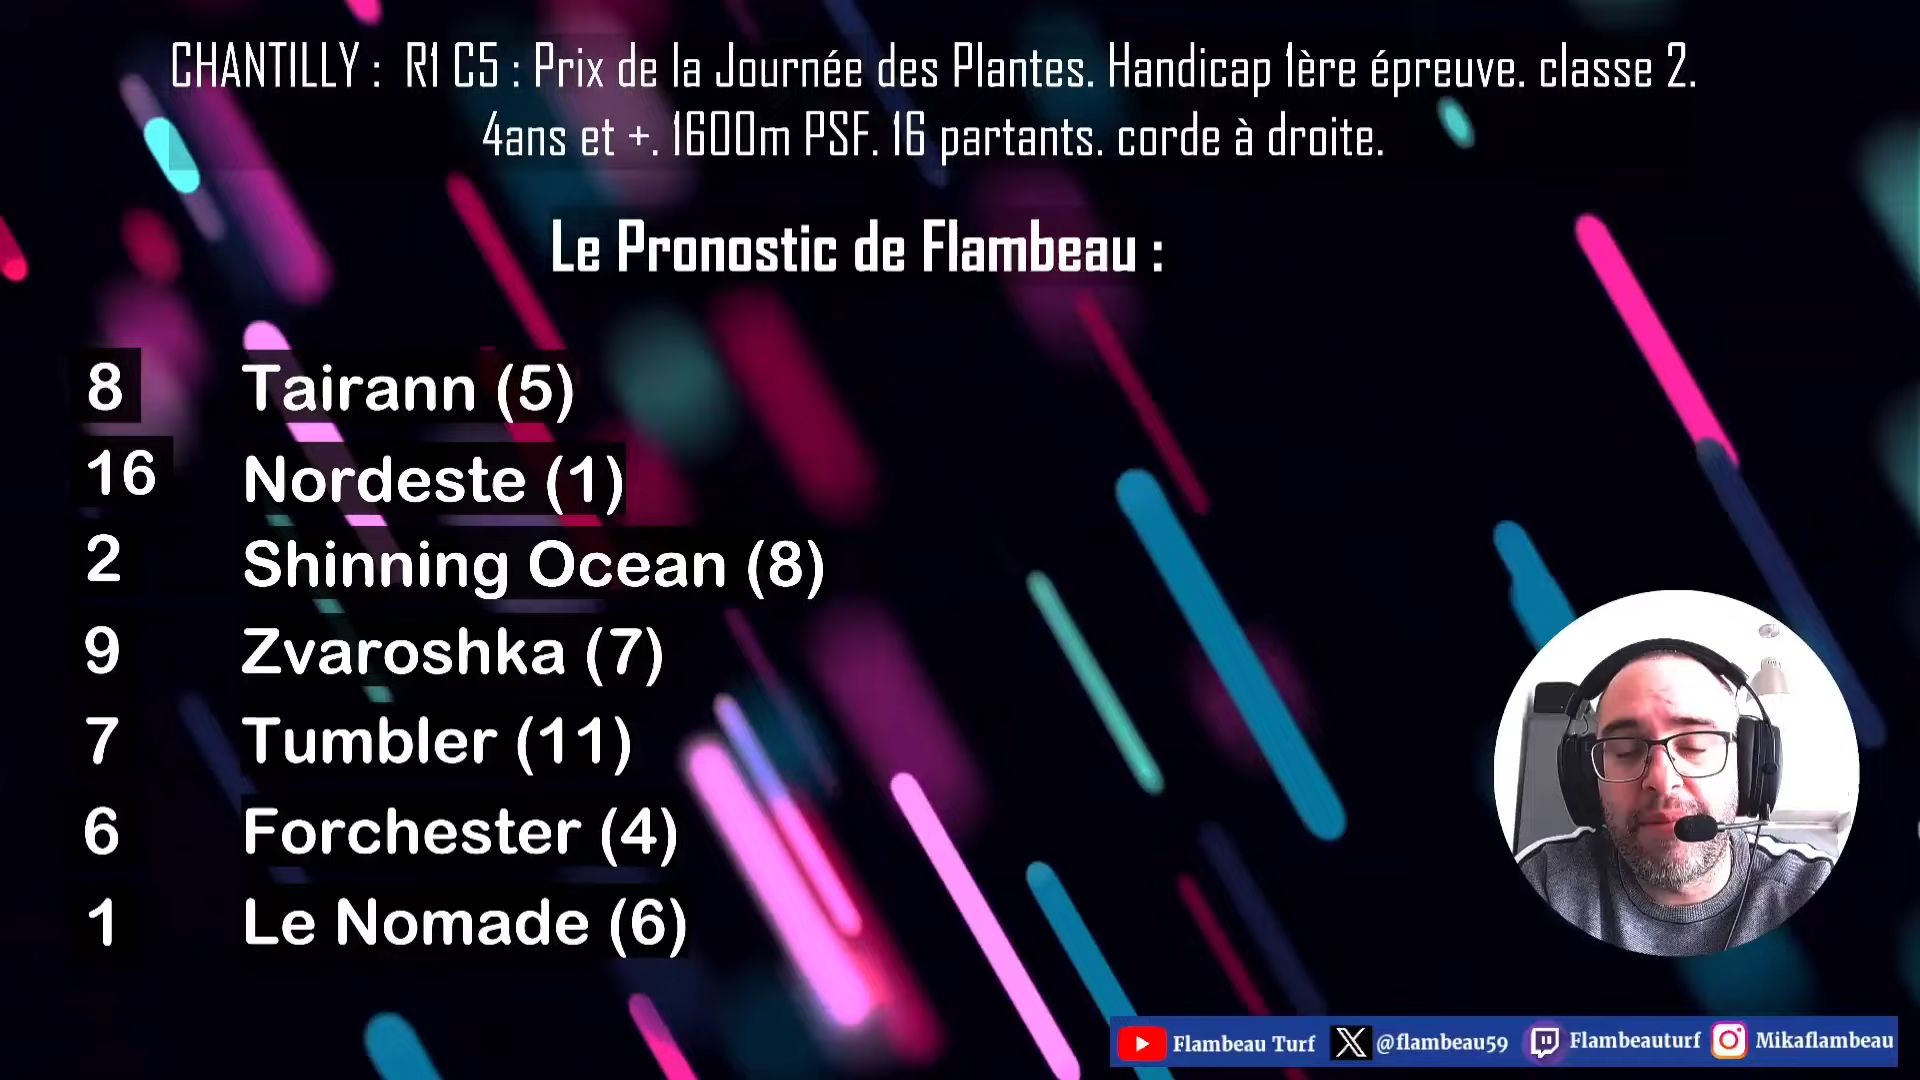 CHANTILLY : R1 C5 : Prix de la Journée des Plantes. Handicap 1ère épreuve. classe 2.
4ans et +. 1600m PSF. 16 partants. corde à droite.
Le Pronostic de Flambeau :
8 Tairann (5)
16 Nordeste (1)
2 Shinning Ocean (8)
9 Zvaroshka (7)
7 Tumbler (11)
6 Forchester (4)
1 Le Nomade (6)
Flambeau Turf @flambeau59 Flambeauturf Mikaflambeau